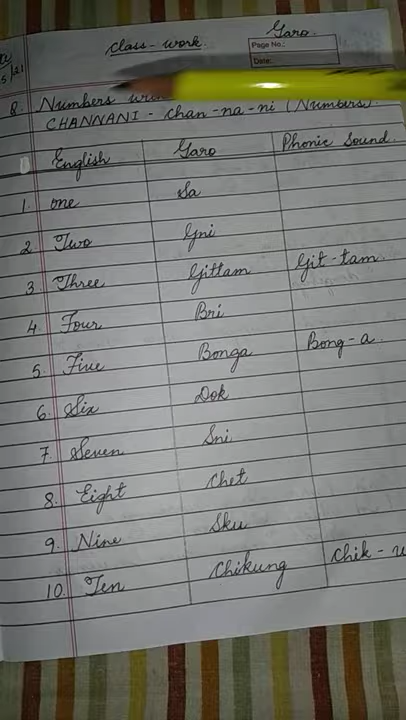 Garo.
class-work.
Page No.:
Date:
5/21
Q. Numbers
CHANNANI - chan-na-ni (Numbers).
English Garo Phonic Sound.
1. one Sa
2 Two Gni
3 Three Gittam Git-tam.
4. Four Bri
5. Five Bonga Bong-a.
6. Six Dok
7. Seven Sni
8. Eight Chet
9. Nine Sku
10. Ten Chikung Chik-u